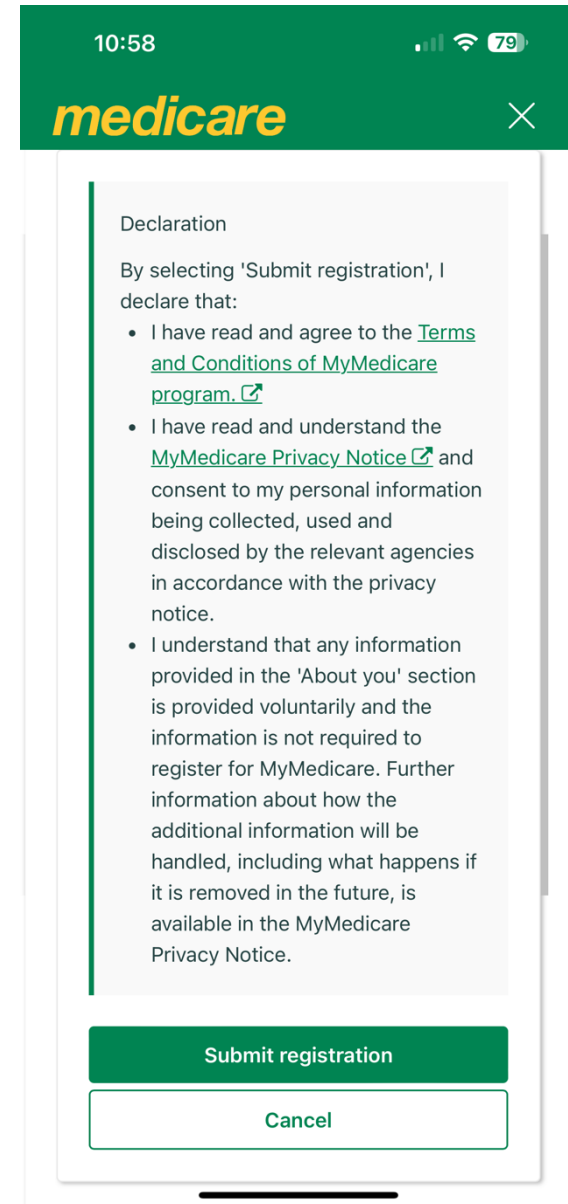 10:58
79
medicare
Declaration
By selecting 'Submit registration', I
declare that:
• I have read and agree to the Terms
and Conditions of MyMedicare
program.
• I have read and understand the
MyMedicare Privacy Notice and
consent to my personal information
being collected, used and
disclosed by the relevant agencies
in accordance with the privacy
notice.
• I understand that any information
provided in the 'About you' section
is provided voluntarily and the
information is not required to
register for MyMedicare. Further
information about how the
additional information will be
handled, including what happens if
it is removed in the future, is
available in the MyMedicare
Privacy Notice.
Submit registration
Cancel